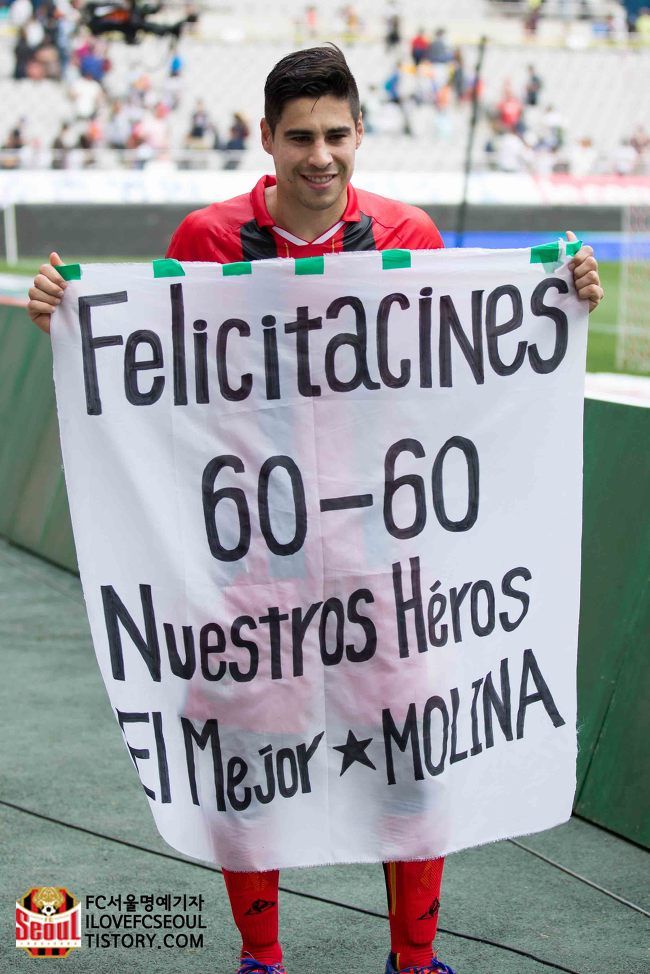 Felicitacines
60-60
Nuestros Héros
El Mejor ★ MOLINA
Seoul
FC서울명예기자
ILOVEFCSEOUL
TISTORY.COM